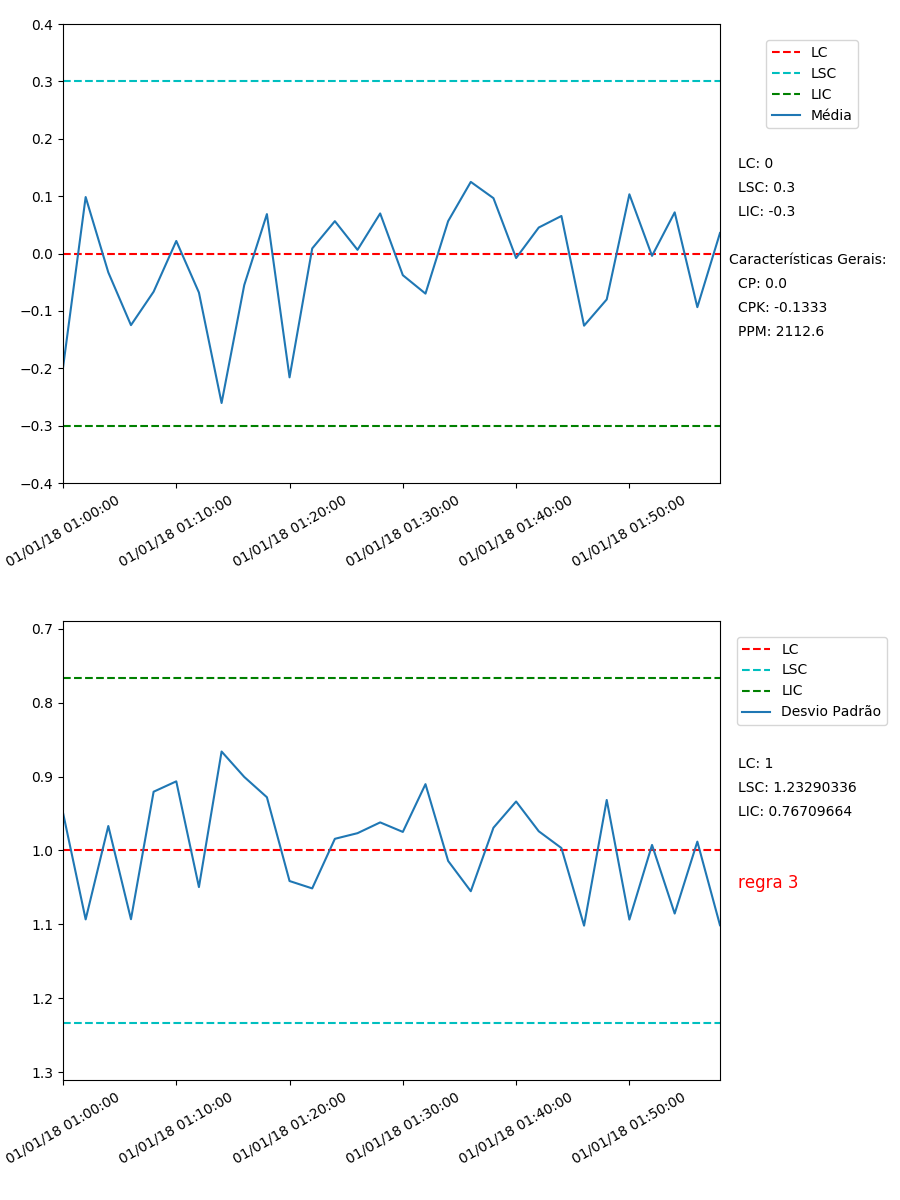 0.4
0.3
0.2
0.1
0.0
−0.1
−0.2
−0.3
−0.4
01/01/18 01:00:00
01/01/18 01:10:00
01/01/18 01:20:00
01/01/18 01:30:00
01/01/18 01:40:00
01/01/18 01:50:00
LC
LSC
LIC
Média
LC: 0
LSC: 0.3
LIC: -0.3
Características Gerais:
CP: 0.0
CPK: -0.1333
PPM: 2112.6
0.7
0.8
0.9
1.0
1.1
1.2
1.3
01/01/18 01:00:00
01/01/18 01:10:00
01/01/18 01:20:00
01/01/18 01:30:00
01/01/18 01:40:00
01/01/18 01:50:00
LC
LSC
LIC
Desvio Padrão
LC: 1
LSC: 1.23290336
LIC: 0.76709664
regra 3